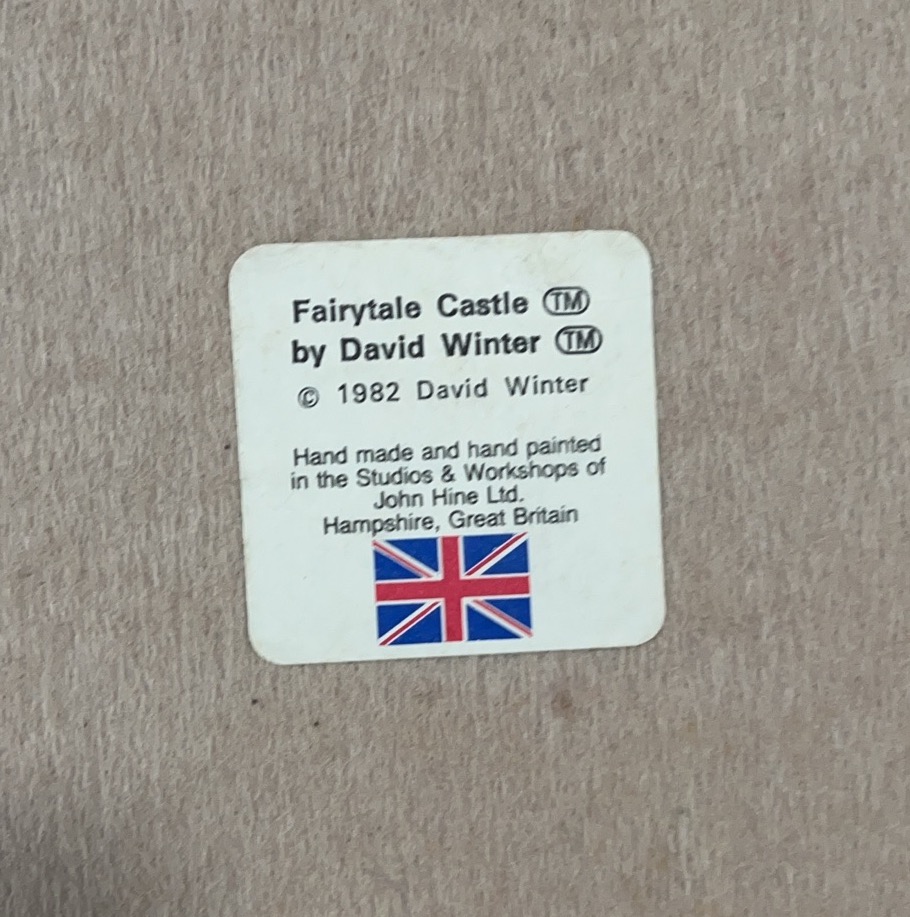 Fairytale Castle ™
by David Winter ™
© 1982 David Winter
Hand made and hand painted
in the Studios & Workshops of
John Hine Ltd.
Hampshire, Great Britain